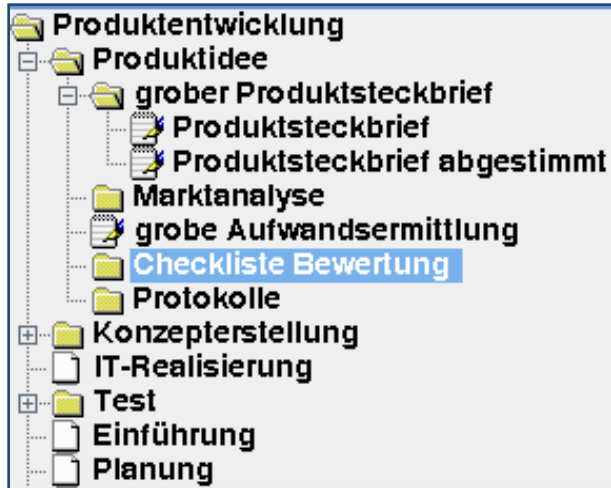 Produktentwicklung
Produktidee
grober Produktsteckbrief
Produktsteckbrief
Produktsteckbrief abgestimmt
Marktanalyse
grobe Aufwandsermittlung
Checkliste Bewertung
Protokolle
Konzepterstellung
IT-Realisierung
Test
Einführung
Planung